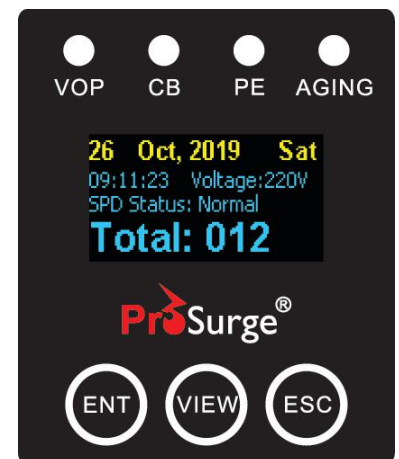 VOP CB PE AGING
26 Oct, 2019 Sat
09:11:23 Voltage:220V
SPD Status: Normal
Total: 012
ProSurge®
ENT VIEW ESC